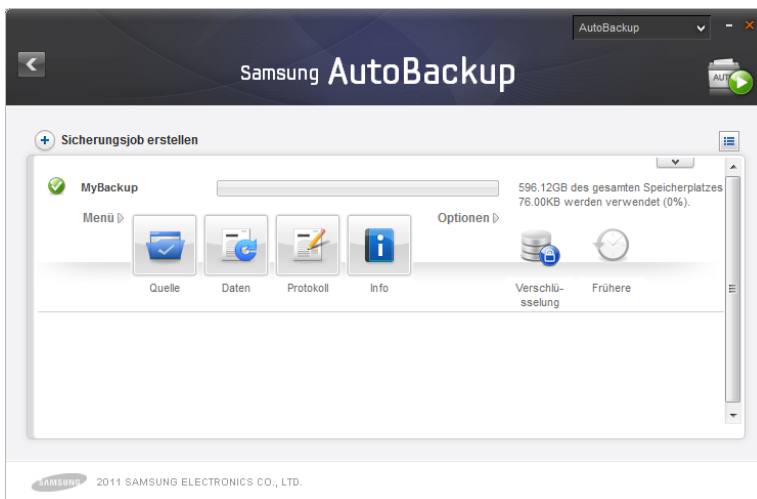 AutoBackup
Samsung AutoBackup
AUTO
Sicherungsjob erstellen
MyBackup
596.12GB des gesamten Speicherplatzes
76.00KB werden verwendet (0%).
Menü
Optionen
Quelle
Daten
Protokoll
Info
Verschlü-
sselung
Frühere
SAMSUNG
2011 SAMSUNG ELECTRONICS CO., LTD.